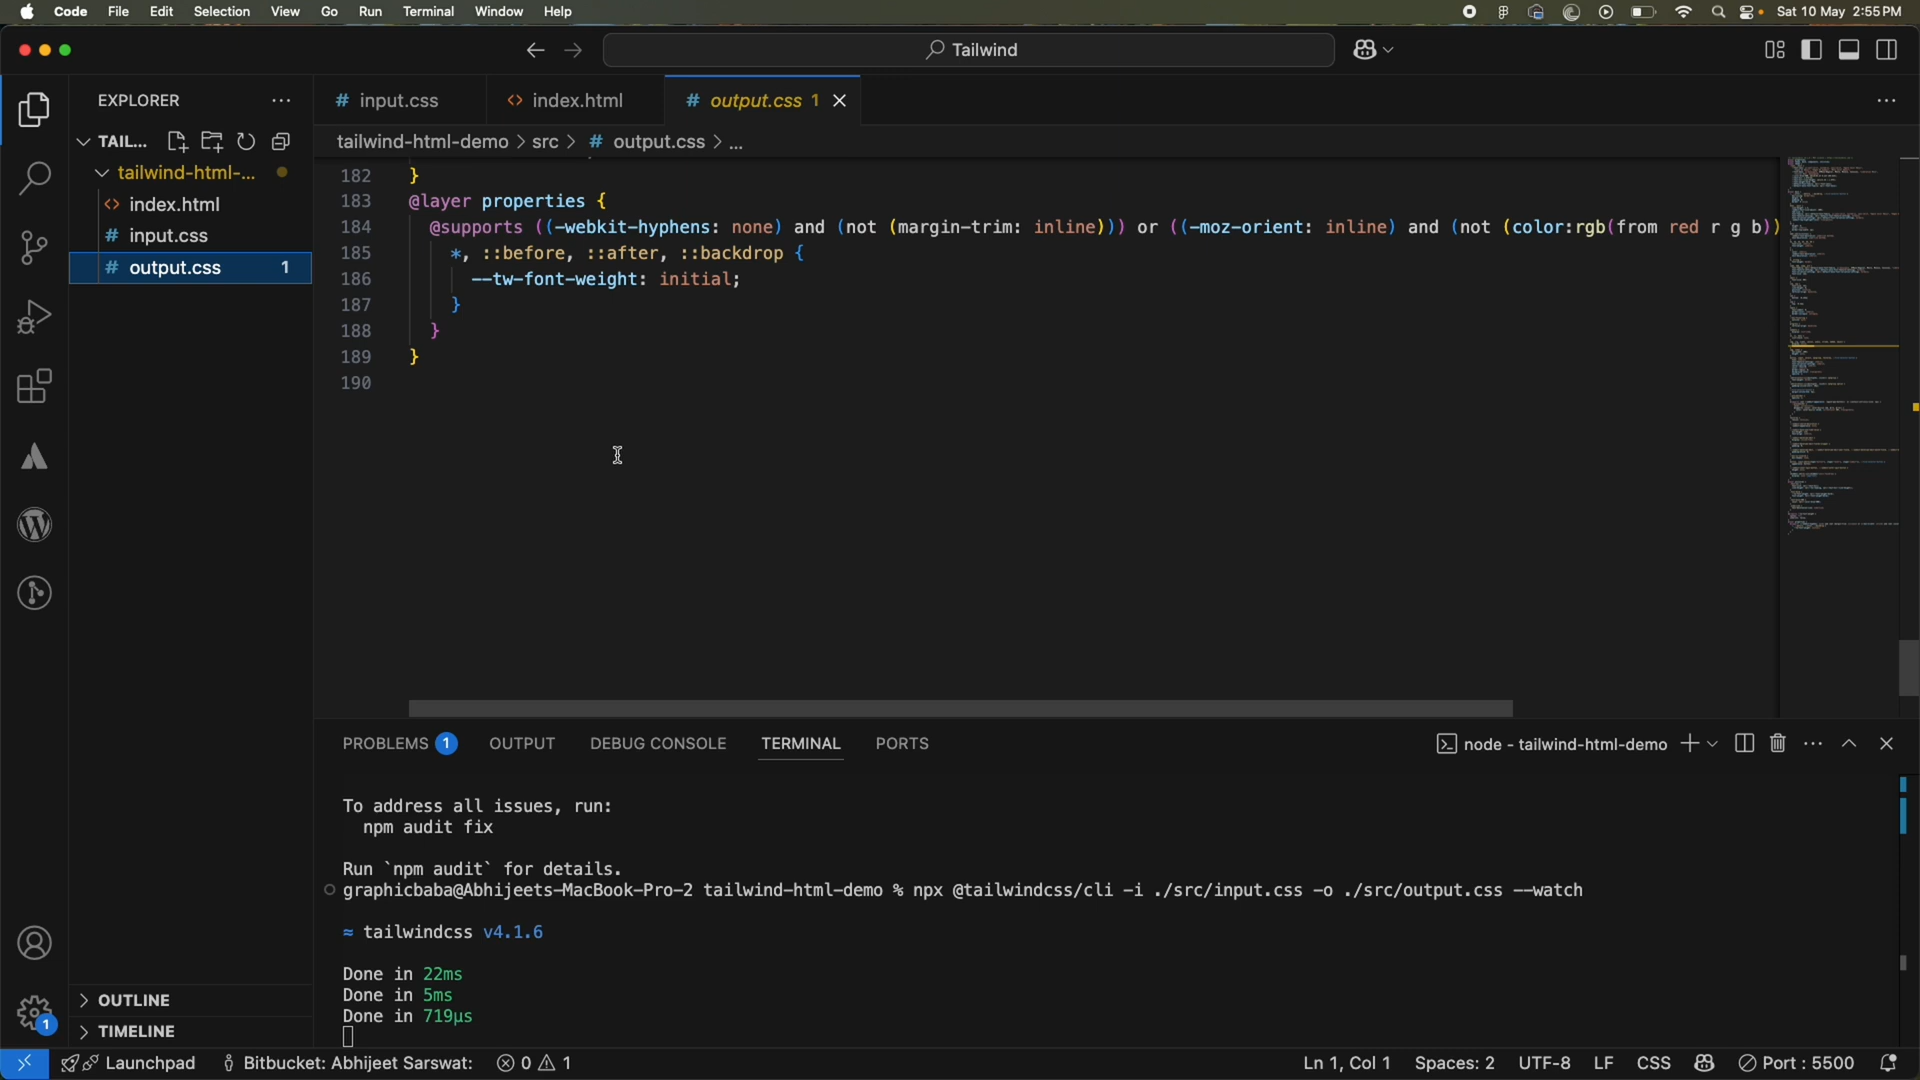 Code File Edit Selection View Go Run Terminal Window Help
Sat 10 May 2:55 PM
Tailwind
EXPLORER
# input.css
<> index.html
# output.css 1
TAIL...
tailwind-html-demo > src > # output.css > ...
tailwind-html-...
<> index.html
# input.css
# output.css 1
182 }
183 @layer properties {
184 @supports ((-webkit-hyphens: none) and (not (margin-trim: inline))) or ((-moz-orient: inline) and (not (color:rgb(from red r g b))
185 *, ::before, ::after, ::backdrop {
186 --tw-font-weight: initial;
187 }
188 }
189 }
190
PROBLEMS 1 OUTPUT DEBUG CONSOLE TERMINAL PORTS
node - tailwind-html-demo
To address all issues, run:
npm audit fix
Run `npm audit` for details.
graphicbaba@Abhijeets-MacBook-Pro-2 tailwind-html-demo % npx @tailwindcss/cli -i ./src/input.css -o ./src/output.css --watch
≈ tailwindcss v4.1.6
Done in 22ms
Done in 5ms
Done in 719µs
OUTLINE
TIMELINE
1
Launchpad Bitbucket: Abhijeet Sarswat: 0 1
Ln 1, Col 1 Spaces: 2 UTF-8 LF CSS Port : 5500